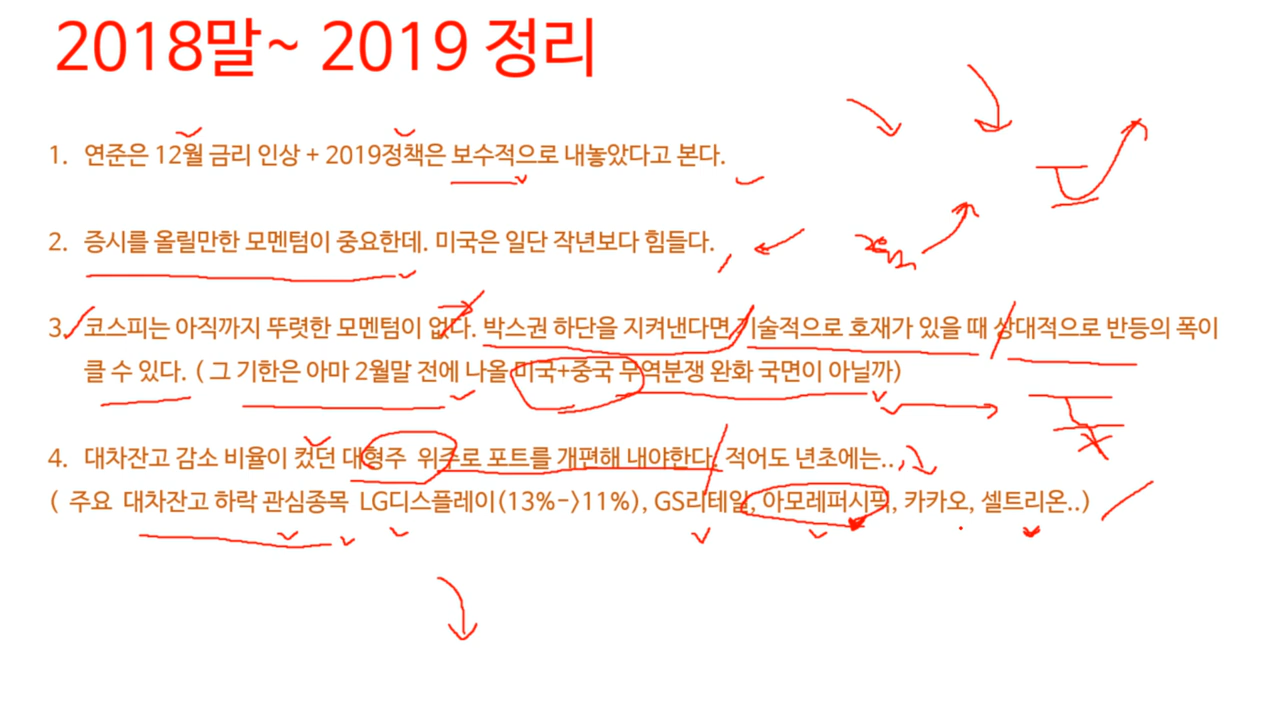 2018말~ 2019 정리
1. 연준은 12월 금리 인상 + 2019정책은 보수적으로 내놓았다고 본다.
2. 증시를 올릴만한 모멘텀이 중요한데. 미국은 일단 작년보다 힘들다.
3. 코스피는 아직까지 뚜렷한 모멘텀이 없다. 박스권 하단을 지켜낸다면 기술적으로 호재가 있을 때 상대적으로 반등의 폭이
클 수 있다. ( 그 기한은 아마 2월말 전에 나올 미국+중국 무역분쟁 완화 국면이 아닐까)
4. 대차잔고 감소 비율이 컸던 대형주 위주로 포트를 개편해 내야한다. 적어도 년초에는..
( 주요 대차잔고 하락 관심종목 LG디스플레이(13%->11%), GS리테일, 아모레퍼시픽, 카카오, 셀트리온..)